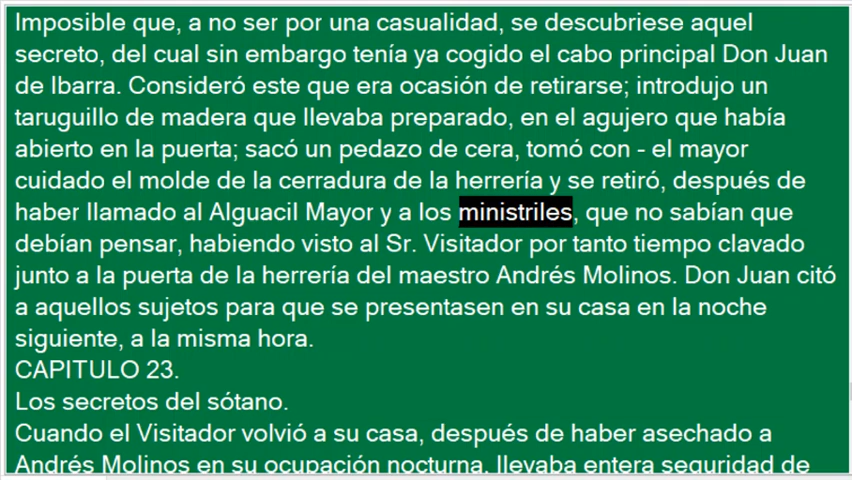 Imposible que, a no ser por una casualidad, se descubriese aquel
secreto, del cual sin embargo tenía ya cogido el cabo principal Don Juan
de Ibarra. Consideró este que era ocasión de retirarse; introdujo un
taruguillo de madera que llevaba preparado, en el agujero que había
abierto en la puerta; sacó un pedazo de cera, tomó con - el mayor
cuidado el molde de la cerradura de la herrería y se retiró, después de
haber llamado al Alguacil Mayor y a los ministriles, que no sabían que
debían pensar, habiendo visto al Sr. Visitador por tanto tiempo clavado
junto a la puerta de la herrería del maestro Andrés Molinos. Don Juan citó
a aquellos sujetos para que se presentasen en su casa en la noche
siguiente, a la misma hora.
CAPITULO 23.
Los secretos del sótano.
Cuando el Visitador volvió a su casa, después de haber asechado a
Andrés Molinos en su ocupación nocturna, llevaba entera seguridad de